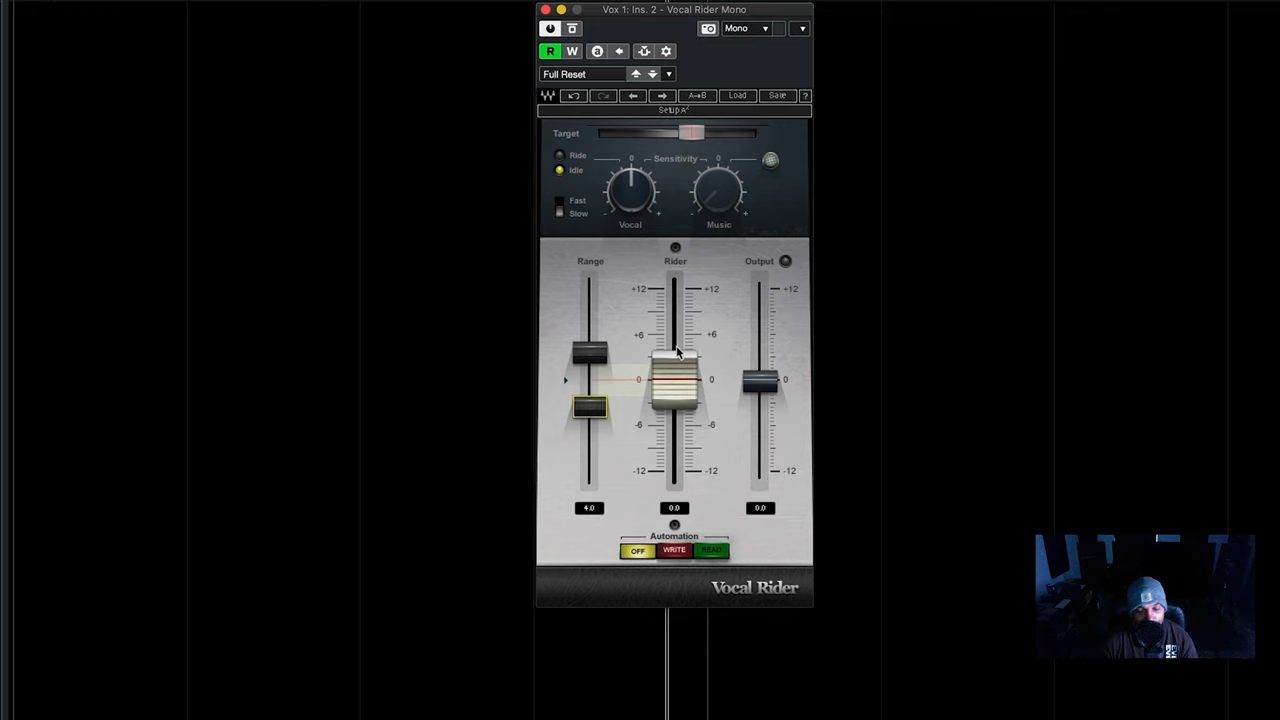 Vox 1: Ins. 2 - Vocal Rider Mono
Mono
R W a
Full Reset
A→B Load Save ?
Setup A*
Target
Ride
0 Sensitivity 0
Idle
Fast
Slow
- + - +
Vocal Music
Range Rider Output
+12 +12 +12
+6 +6
0 0 0
-6 -6
-12 -12 -12
4.0 0.0 0.0
Automation
OFF WRITE READ
Vocal Rider